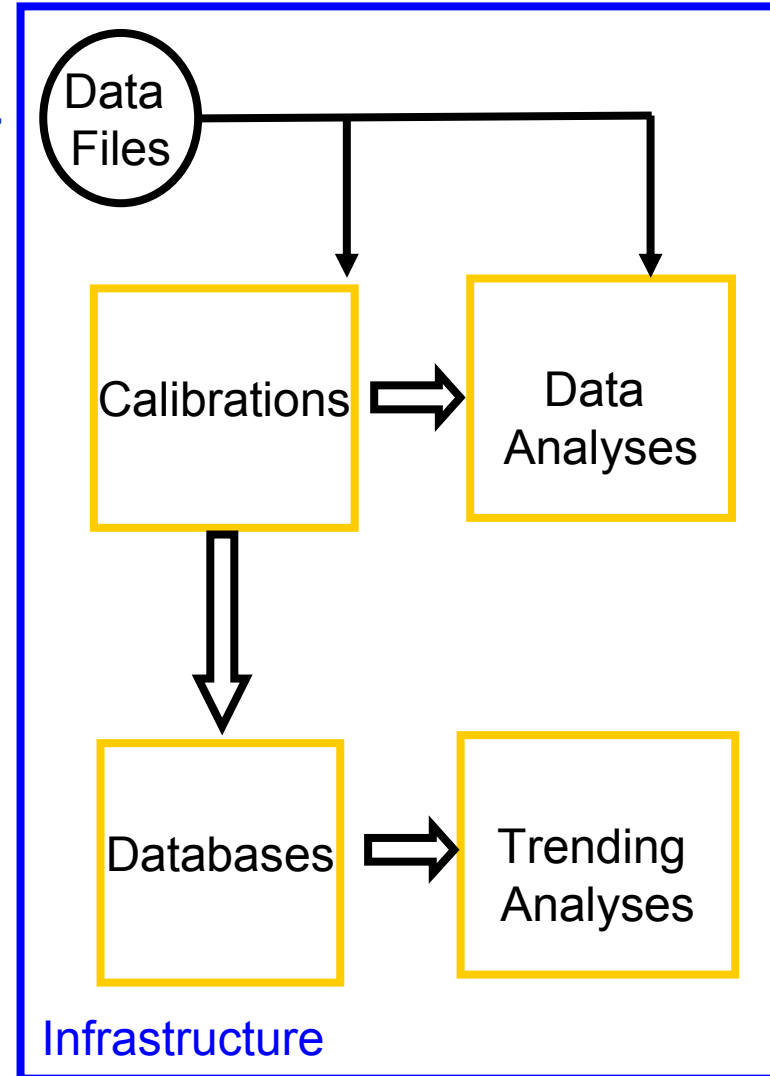 Data
Files
Calibrations
Data
Analyses
Databases
Trending
Analyses
Infrastructure